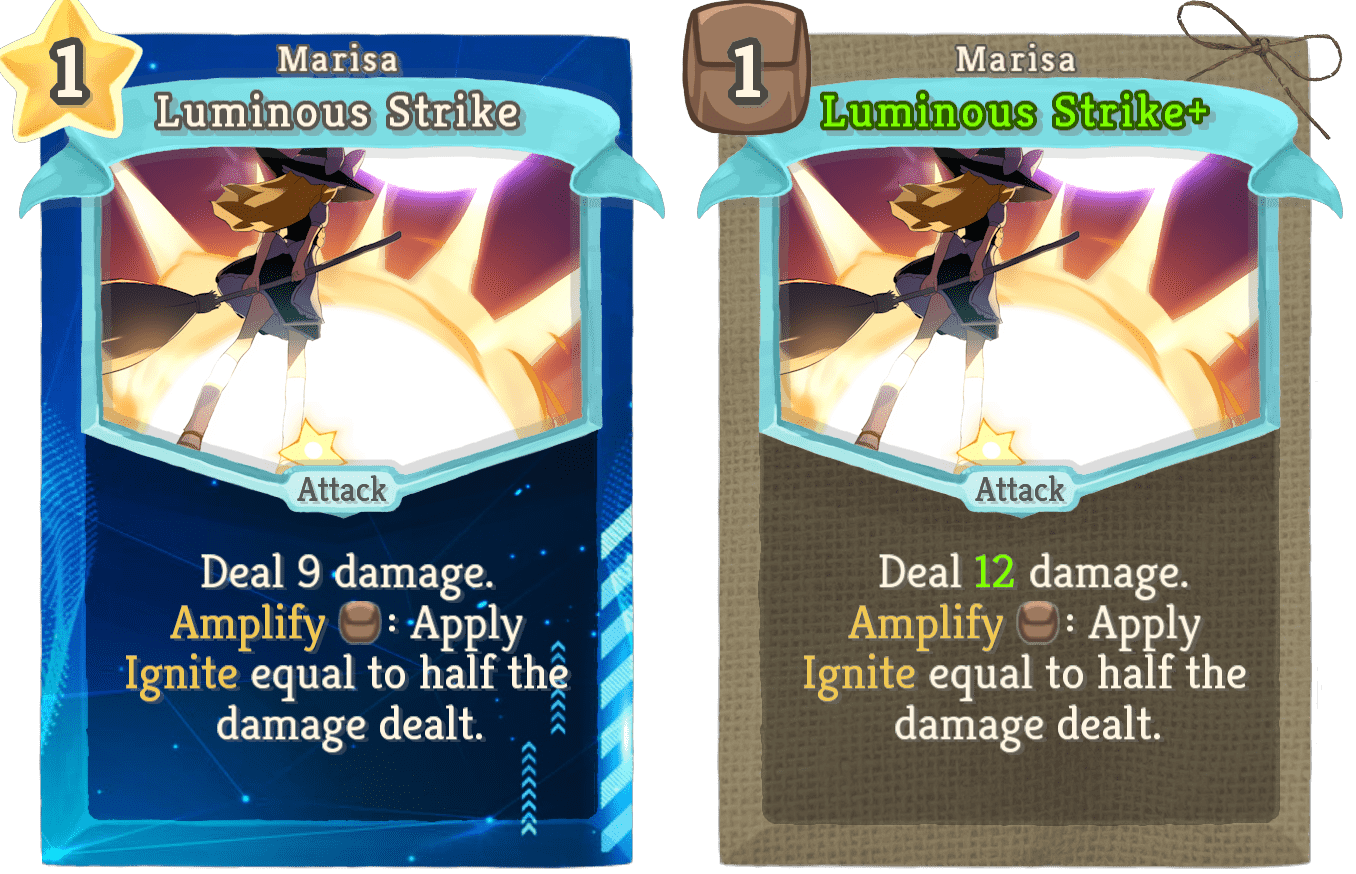 1
Marisa
Luminous Strike
Attack
Deal 9 damage.
Amplify : Apply
Ignite equal to half the
damage dealt.
1
Marisa
Luminous Strike+
Attack
Deal 12 damage.
Amplify : Apply
Ignite equal to half the
damage dealt.